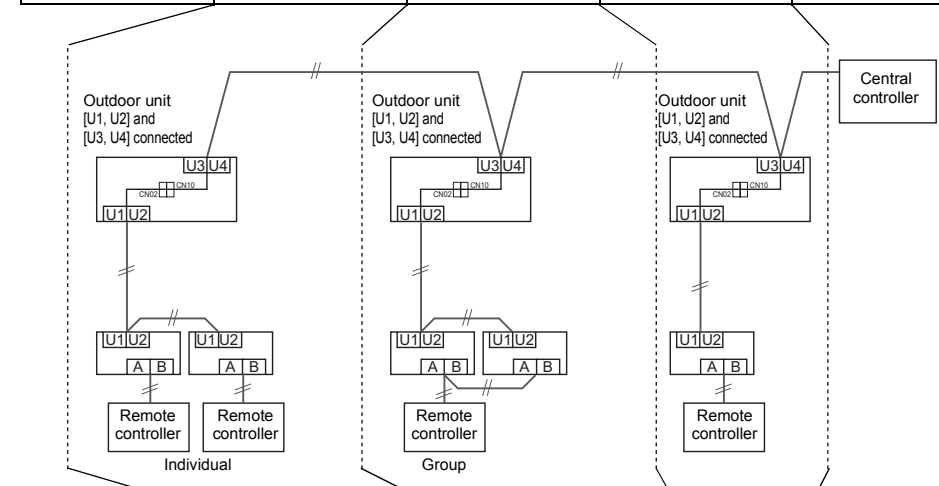 Central
controller
Outdoor unit
[U1, U2] and
[U3, U4] connected
Outdoor unit
[U1, U2] and
[U3, U4] connected
Outdoor unit
[U1, U2] and
[U3, U4] connected
U3 U4
U3 U4
U3 U4
CN02 CN10
CN02 CN10
CN02 CN10
U1 U2
U1 U2
U1 U2
U1 U2
U1 U2
U1 U2
U1 U2
U1 U2
A B
A B
A B
A B
A B
Remote
controller
Remote
controller
Remote
controller
Remote
controller
Individual
Group